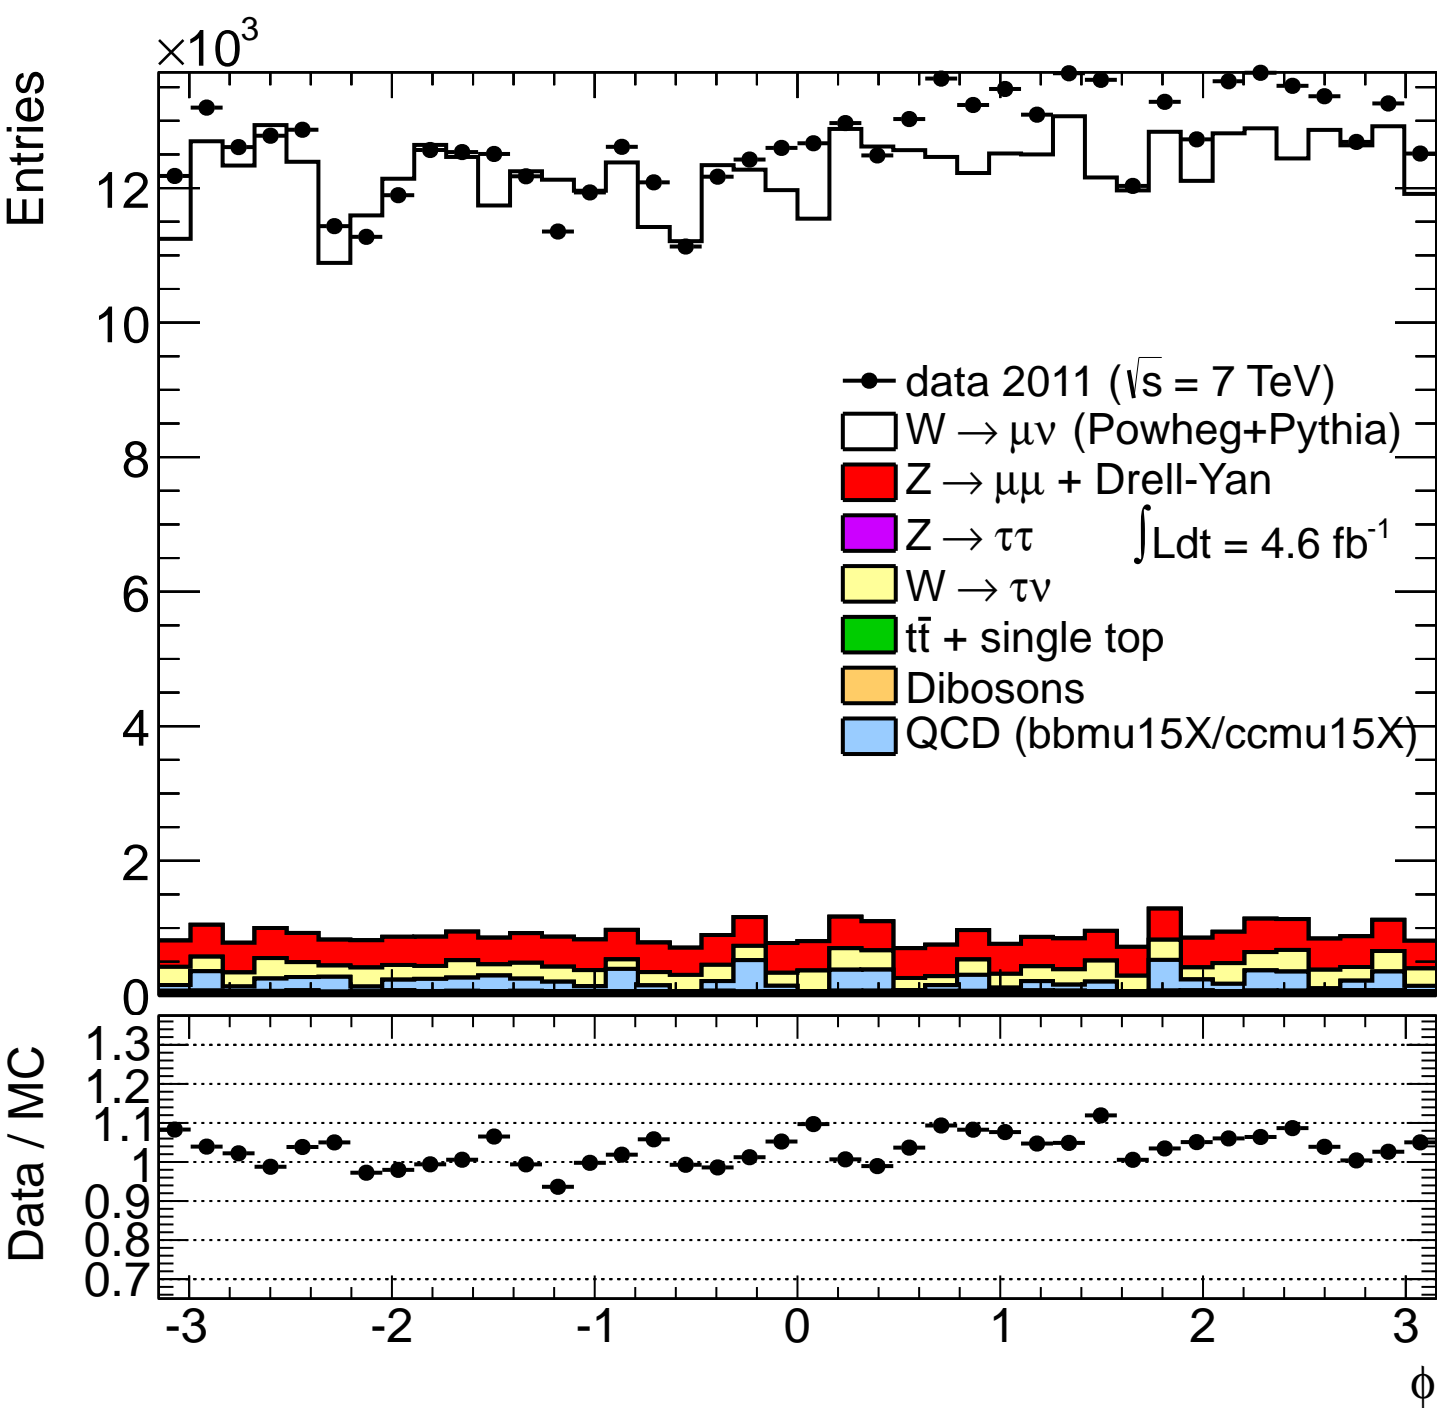 ×10³
Entries
12
10
8
6
4
2
0
data 2011 (√s = 7 TeV)
W → μν (Powheg+Pythia)
Z → μμ + Drell-Yan
Z → ττ
∫Ldt = 4.6 fb⁻¹
W → τν
tt̄ + single top
Dibosons
QCD (bbmu15X/ccmu15X)
Data / MC
1.3
1.2
1.1
1
0.9
0.8
0.7
-3 -2 -1 0 1 2 3
ϕ